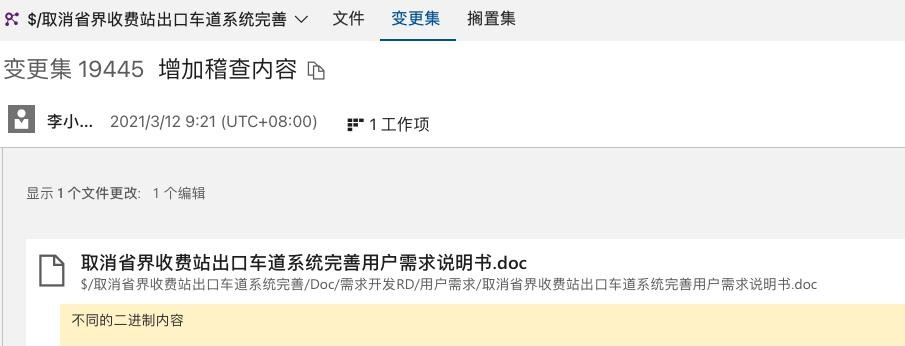 $/取消省界收费站出口车道系统完善 文件 变更集 搁置集
变更集 19445 增加稽查内容
李小... 2021/3/12 9:21 (UTC+08:00) 1 工作项
显示 1 个文件更改: 1 个编辑
取消省界收费站出口车道系统完善用户需求说明书.doc
$/取消省界收费站出口车道系统完善/Doc/需求开发RD/用户需求/取消省界收费站出口车道系统完善用户需求说明书.doc
不同的二进制内容